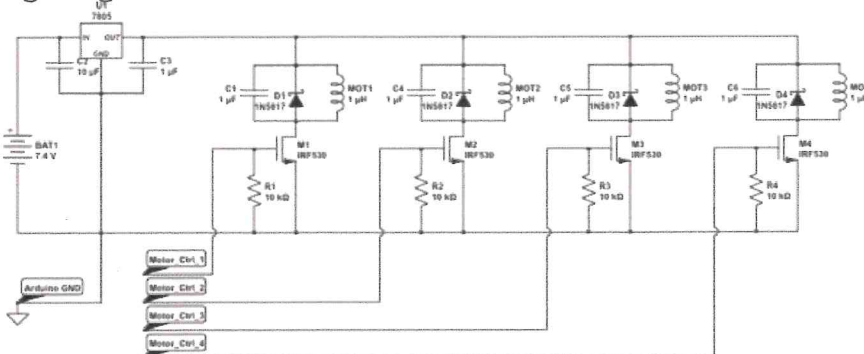 U1
7805
IN OUT
GND
C2
10 µF
C3
1 µF
BAT1
7.4 V
C1
1 µF
D1
1N5817
MOT1
1 µH
M1
IRF530
R1
10 kΩ
C4
1 µF
D2
1N5817
MOT2
1 µH
M2
IRF530
R2
10 kΩ
C5
1 µF
D3
1N5817
MOT3
1 µH
M3
IRF530
R3
10 kΩ
C6
1 µF
D4
1N5817
MO
1 µH
M4
IRF530
R4
10 kΩ
Motor_Ctrl_1
Motor_Ctrl_2
Motor_Ctrl_3
Motor_Ctrl_4
Arduino GND